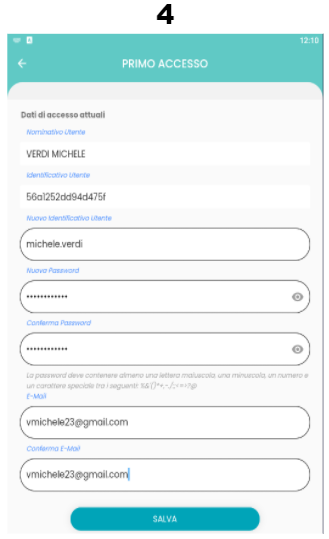 4
12:10
PRIMO ACCESSO
Dati di accesso attuali
Nominativo Utente
VERDI MICHELE
Identificativo Utente
56a1252dd94d475f
Nuovo Identificativo Utente
michele.verdi
Nuova Password
••••••••••••
Conferma Password
••••••••••••
La password deve contenere almeno una lettera maiuscola, una minuscola, un numero e
un carattere speciale tra i seguenti:
E-Mail
vmichele23@gmail.com
Conferma E-Mail
vmichele23@gmail.com
SALVA